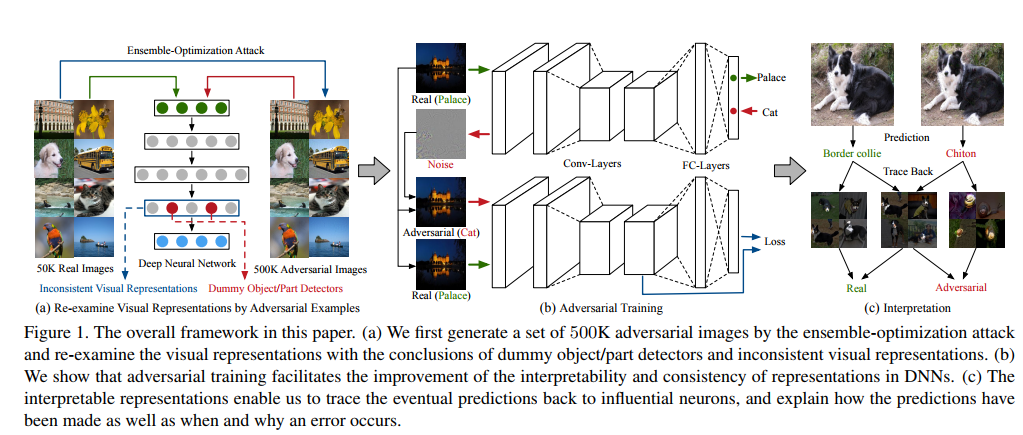 Ensemble-Optimization Attack
50K Real Images
Deep Neural Network
500K Adversarial Images
Inconsistent Visual Representations
Dummy Object/Part Detectors
(a) Re-examine Visual Representations by Adversarial Examples
Real (Palace)
Noise
Adversarial (Cat)
Real (Palace)
Conv-Layers
FC-Layers
Palace
Cat
Loss
(b) Adversarial Training
Prediction
Border collie
Chiton
Trace Back
Real
Adversarial
(c) Interpretation
Figure 1. The overall framework in this paper. (a) We first generate a set of 500K adversarial images by the ensemble-optimization attack
and re-examine the visual representations with the conclusions of dummy object/part detectors and inconsistent visual representations. (b)
We show that adversarial training facilitates the improvement of the interpretability and consistency of representations in DNNs. (c) The
interpretable representations enable us to trace the eventual predictions back to influential neurons, and explain how the predictions have
been made as well as when and why an error occurs.